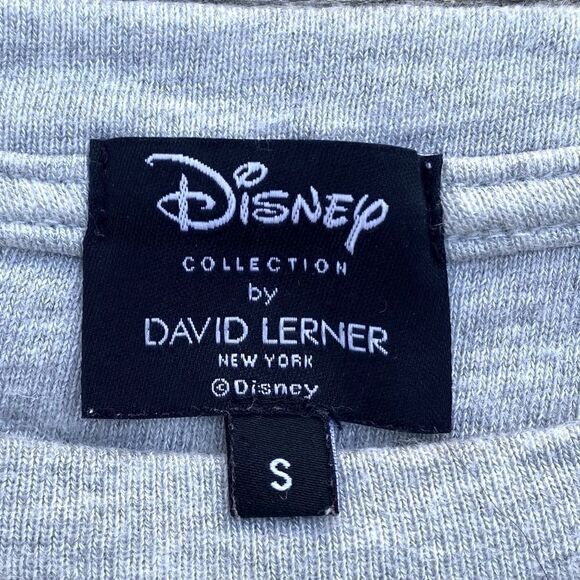 Disney
COLLECTION
by
DAVID LERNER
NEW YORK
©Disney
S